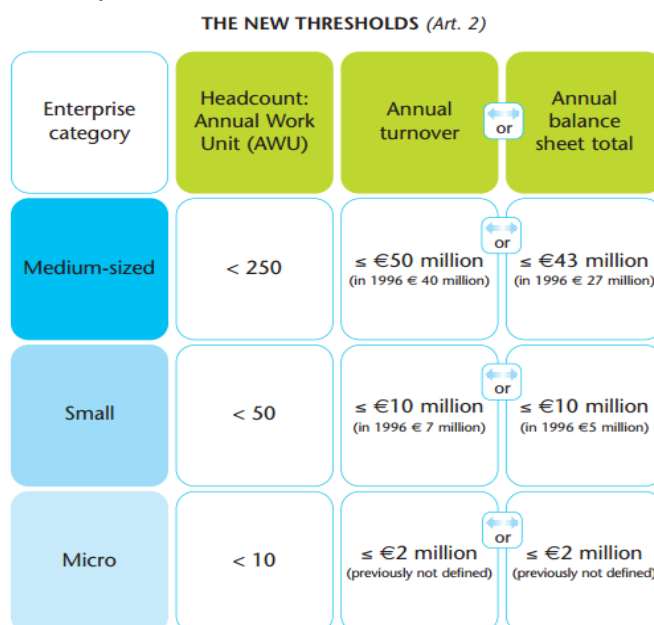 THE NEW THRESHOLDS (Art. 2)
Enterprise
category
Headcount:
Annual Work
Unit (AWU)
Annual
turnover
or
Annual
balance
sheet total
Medium-sized
< 250
≤ €50 million
(in 1996 € 40 million)
or
≤ €43 million
(in 1996 € 27 million)
Small
< 50
≤ €10 million
(in 1996 € 7 million)
or
≤ €10 million
(in 1996 €5 million)
Micro
< 10
≤ €2 million
(previously not defined)
or
≤ €2 million
(previously not defined)